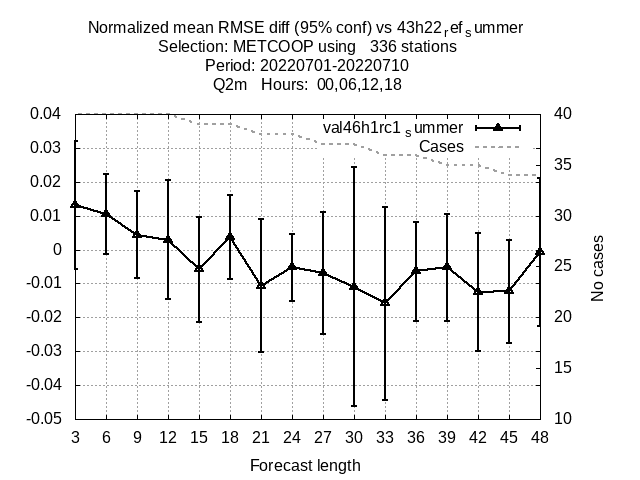 Normalized mean RMSE diff (95% conf) vs 43h22refsummer
Selection: METCOOP using 336 stations
Period: 20220701-20220710
Q2m Hours: 00,06,12,18
val46h1rc1summer
Cases
0.04
0.03
0.02
0.01
0
-0.01
-0.02
-0.03
-0.04
-0.05
40
35
30
25
20
15
10
No cases
3 6 9 12 15 18 21 24 27 30 33 36 39 42 45 48
Forecast length